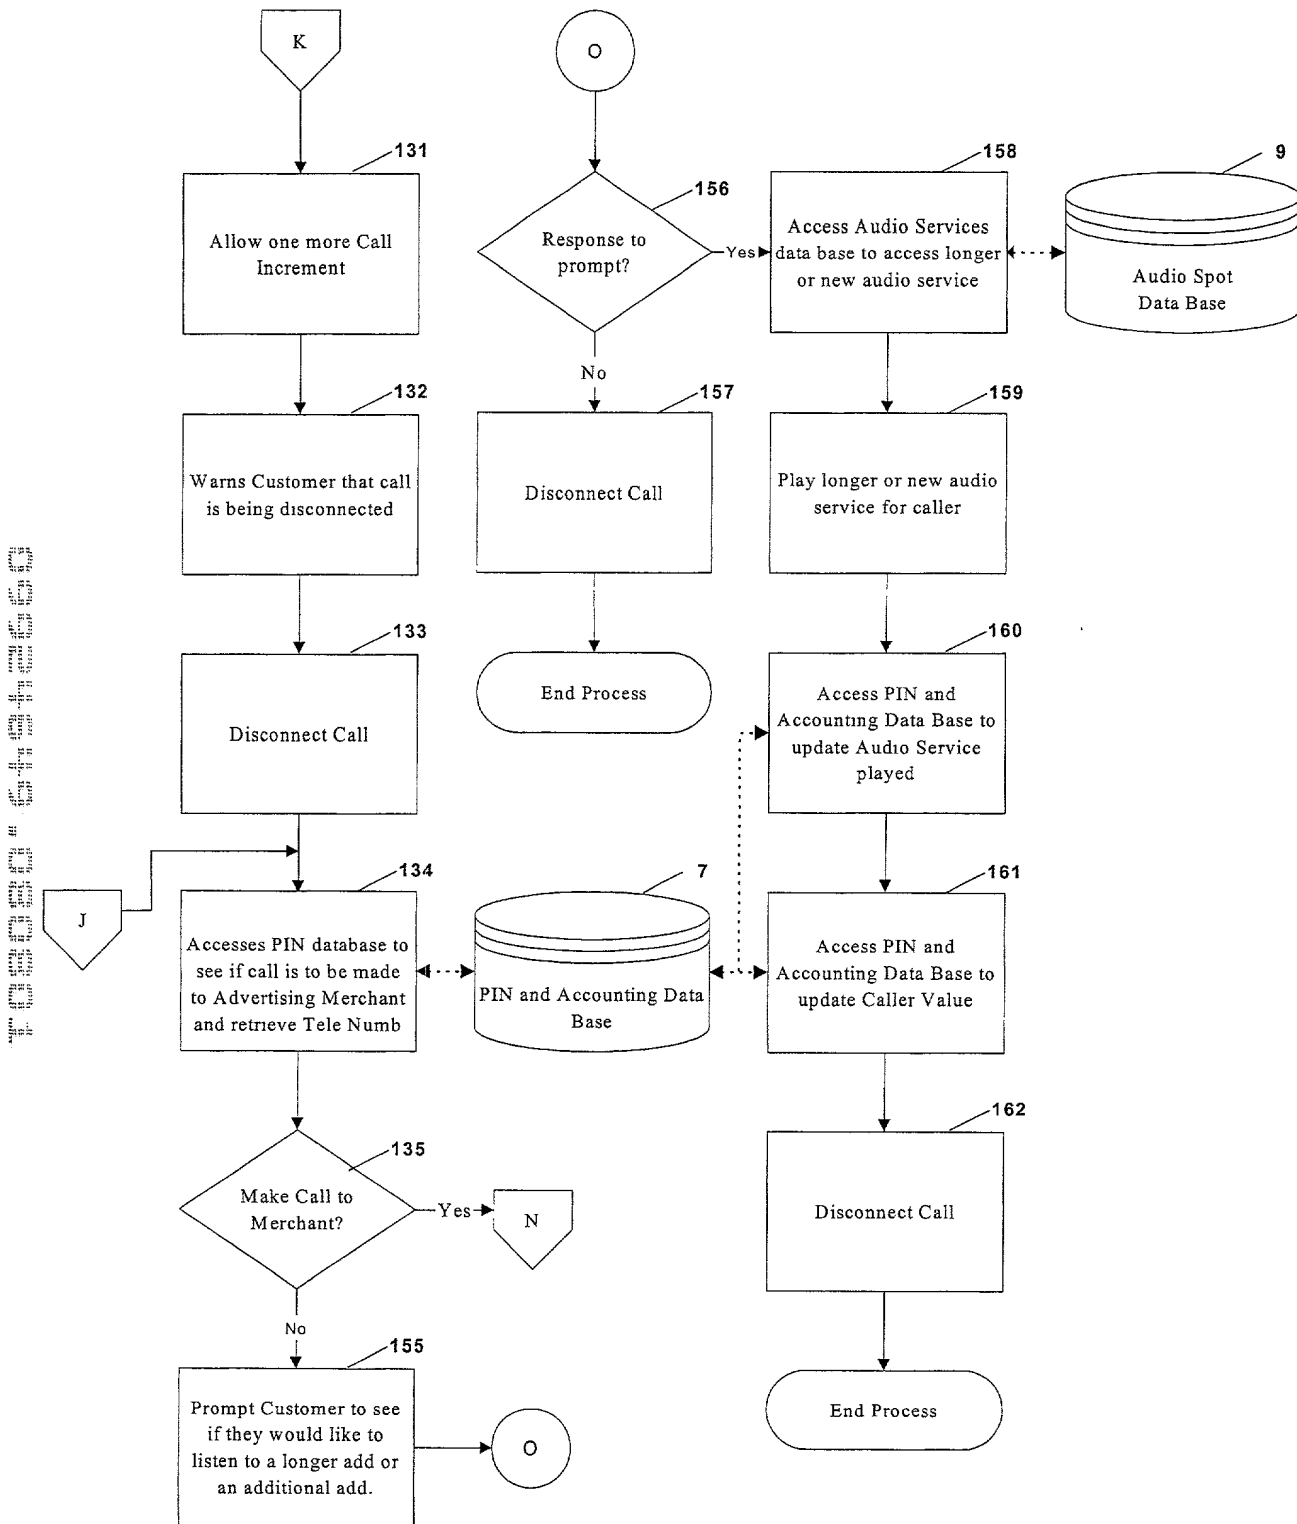 K
131
Allow one more Call
Increment
132
Warns Customer that call
is being disconnected
133
Disconnect Call
J
134
Accesses PIN database to
see if call is to be made
to Advertising Merchant
and retrieve Tele Numb
7
PIN and Accounting Data
Base
135
Make Call to
Merchant?
Yes
N
No
155
Prompt Customer to see
if they would like to
listen to a longer add or
an additional add.
O
O
156
Response to
prompt?
Yes
No
157
Disconnect Call
End Process
158
Access Audio Services
data base to access longer
or new audio service
9
Audio Spot
Data Base
159
Play longer or new audio
service for caller
160
Access PIN and
Accounting Data Base to
update Audio Service
played
161
Access PIN and
Accounting Data Base to
update Caller Value
162
Disconnect Call
End Process